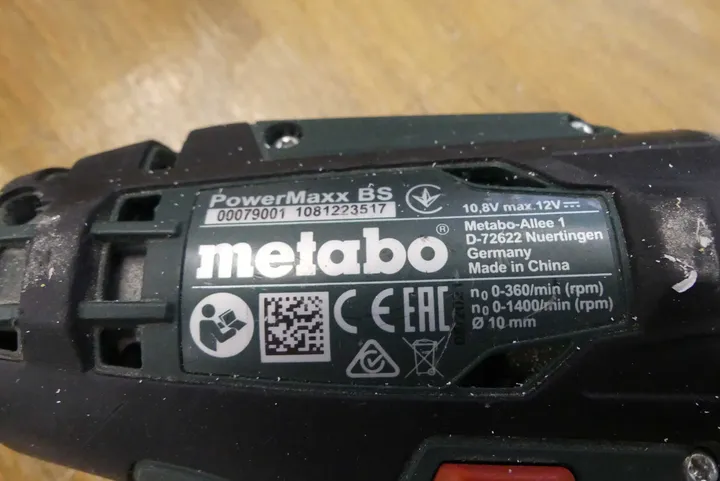 PowerMaxx BS
00079001 1081223517
10,8V max.12V⎓
metabo®
Metabo-Allee 1
D-72622 Nuertingen
Germany
Made in China
CE EAC
n₀ 0-360/min (rpm)
n₀ 0-1400/min (rpm)
Ø 10 mm